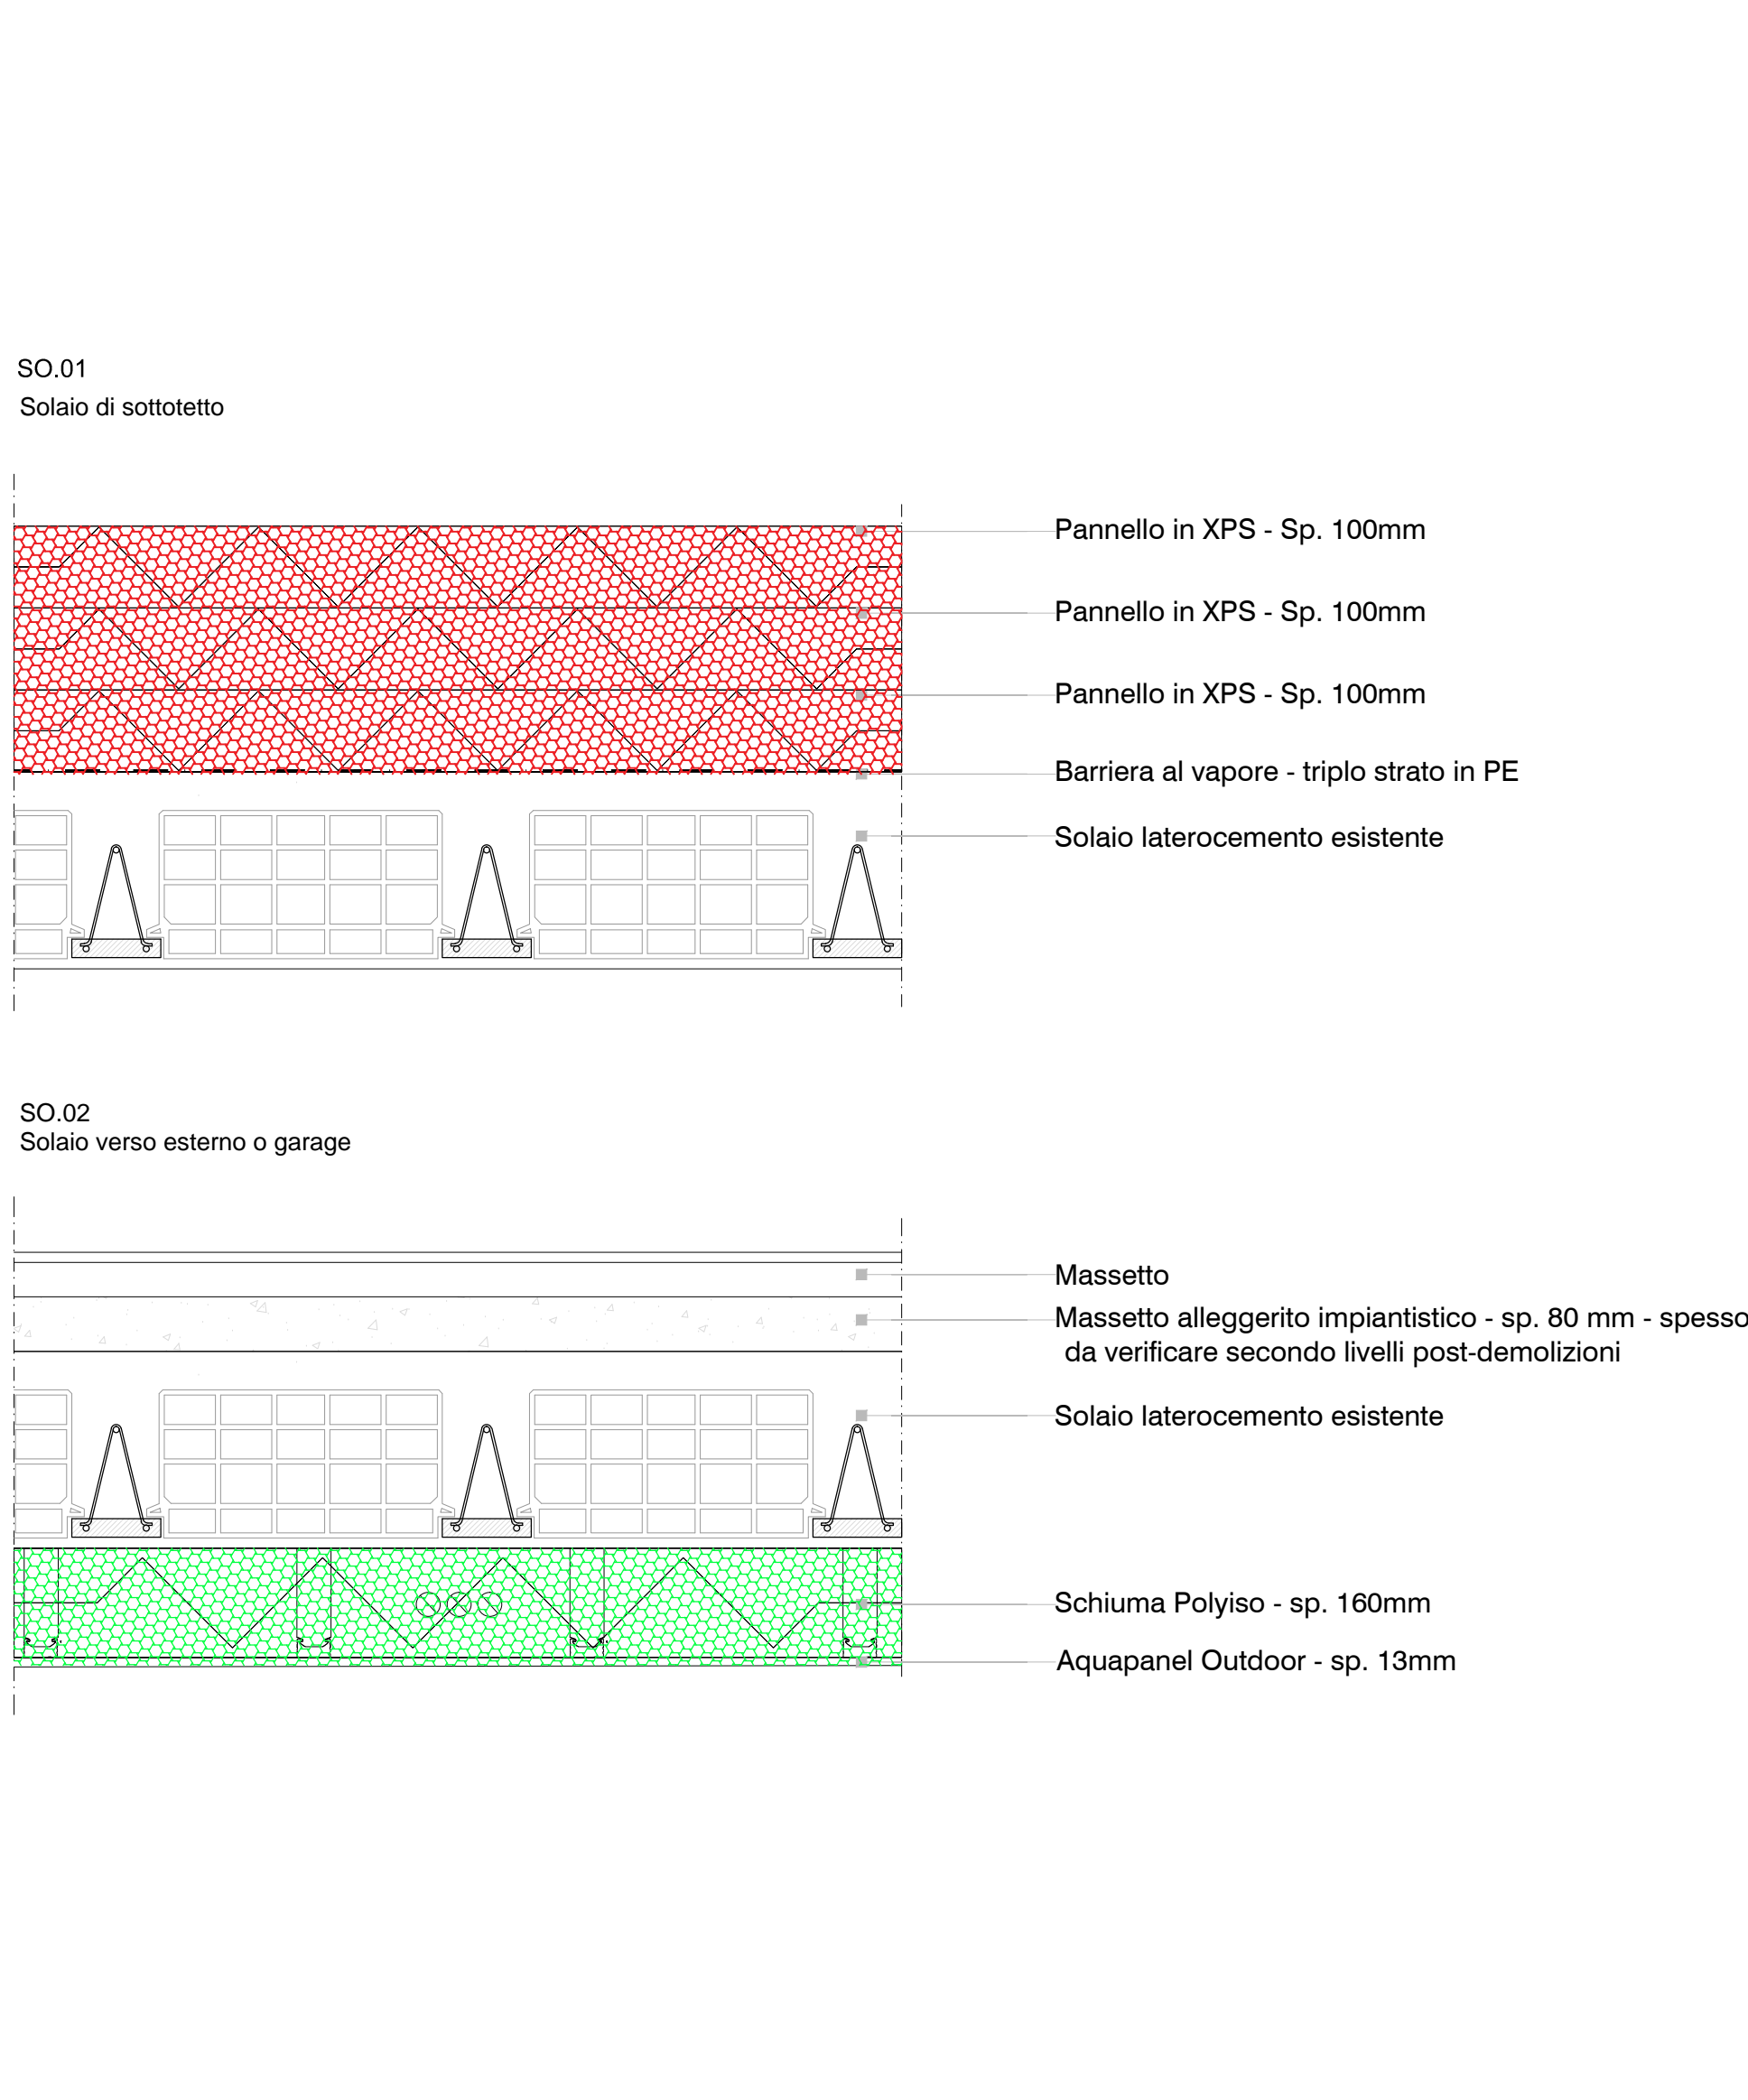 SO.01
Solaio di sottotetto
Pannello in XPS - Sp. 100mm
Pannello in XPS - Sp. 100mm
Pannello in XPS - Sp. 100mm
Barriera al vapore - triplo strato in PE
Solaio laterocemento esistente
SO.02
Solaio verso esterno o garage
Massetto
Massetto alleggerito impiantistico - sp. 80 mm - spesso
da verificare secondo livelli post-demolizioni
Solaio laterocemento esistente
Schiuma Polyiso - sp. 160mm
Aquapanel Outdoor - sp. 13mm